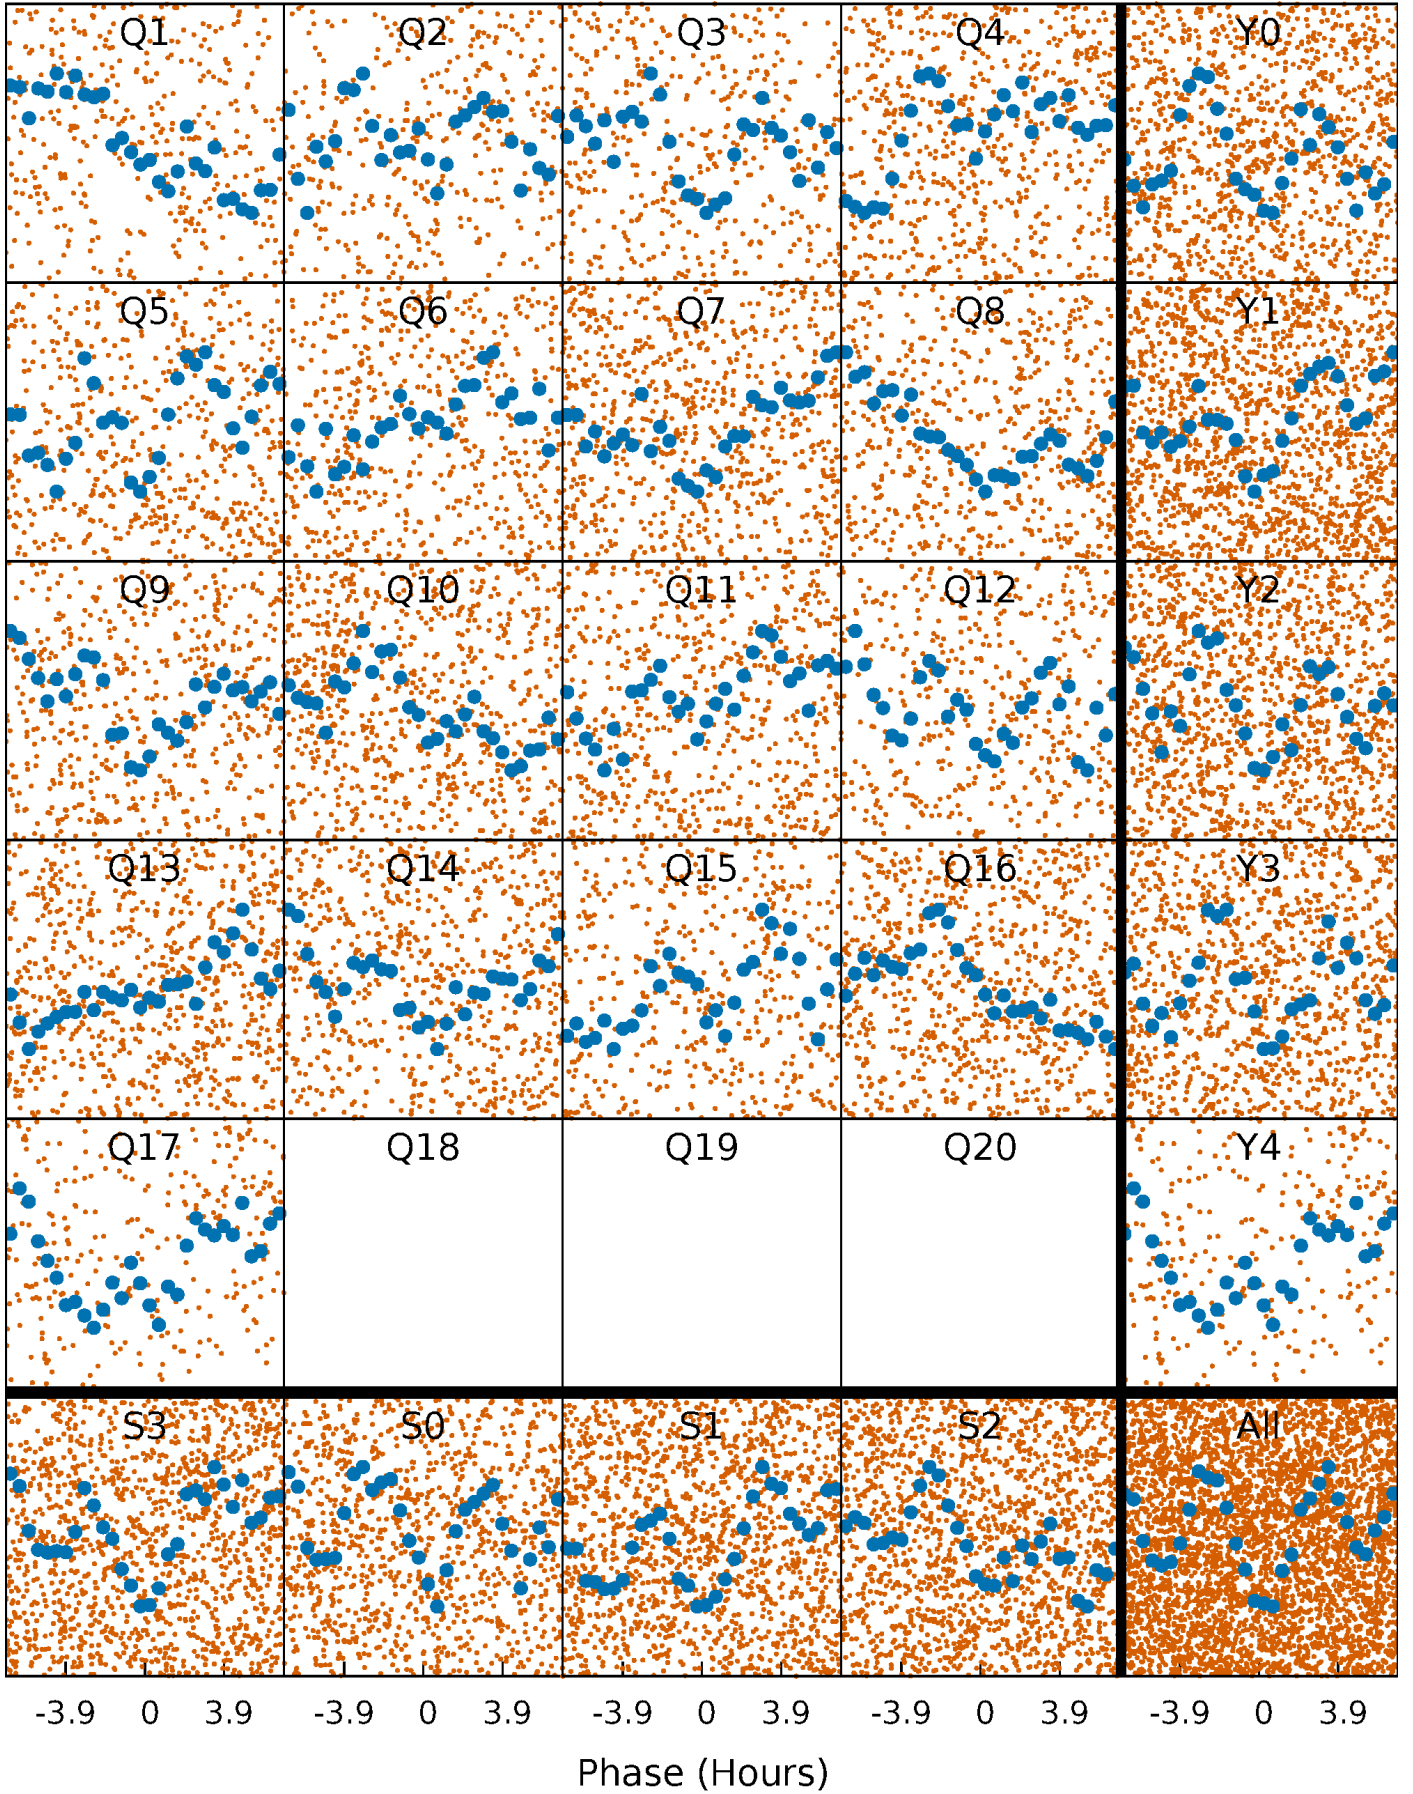 Q1 Q2 Q3 Q4 Y0
Q5 Q6 Q7 Q8 Y1
Q9 Q10 Q11 Q12 Y2
Q13 Q14 Q15 Q16 Y3
Q17 Q18 Q19 Q20 Y4
S3 S0 S1 S2 All
-3.9 0 3.9 -3.9 0 3.9 -3.9 0 3.9 -3.9 0 3.9 -3.9 0 3.9
Phase (Hours)